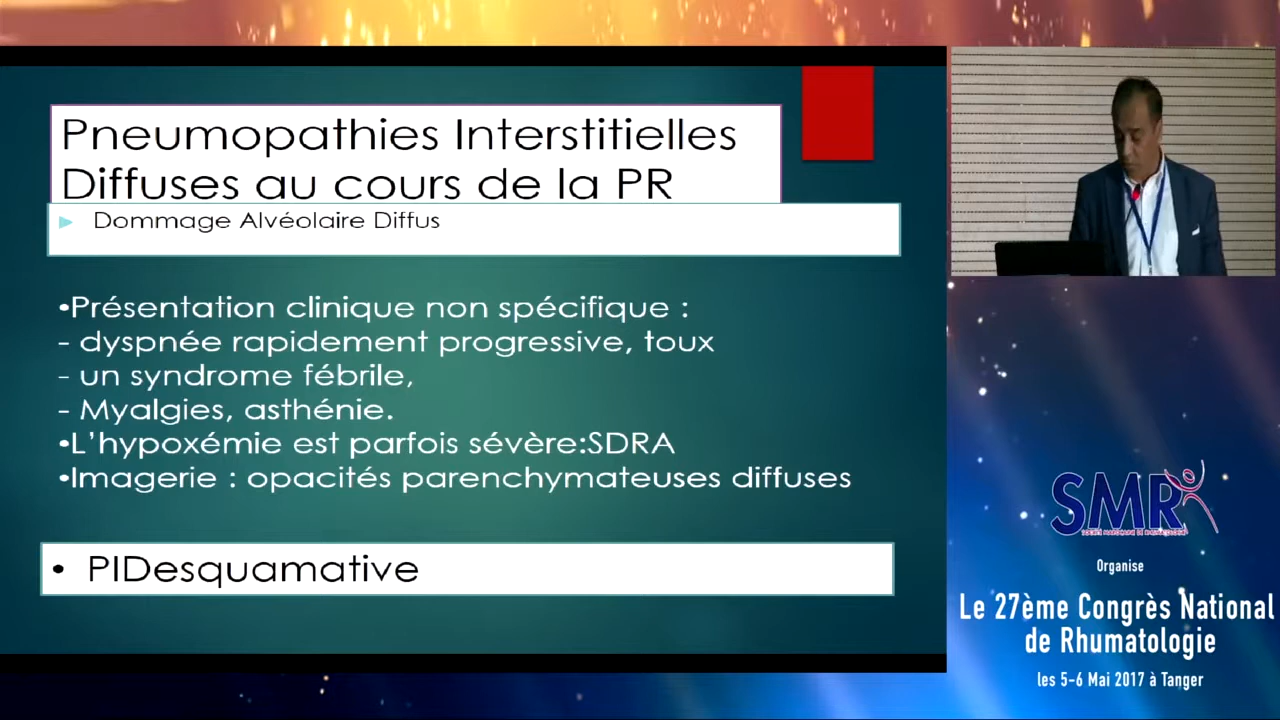 Pneumopathies Interstitielles
Diffuses au cours de la PR
Dommage Alvéolaire Diffus
•Présentation clinique non spécifique :
- dyspnée rapidement progressive, toux
- un syndrome fébrile,
- Myalgies, asthénie.
•L'hypoxémie est parfois sévère:SDRA
•Imagerie : opacités parenchymateuses diffuses
• PIDesquamative
SMR
Organise
Le 27ème Congrès National
de Rhumatologie
les 5-6 Mai 2017 à Tanger